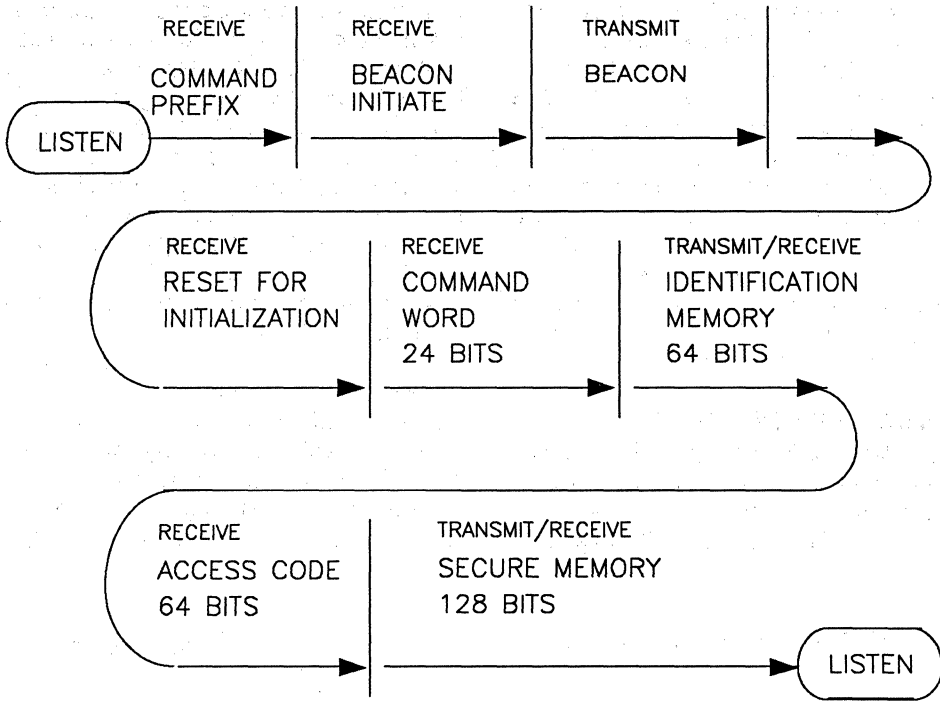 RECEIVE
COMMAND
PREFIX
RECEIVE
BEACON
INITIATE
TRANSMIT
BEACON
LISTEN
RECEIVE
RESET FOR
INITIALIZATION
RECEIVE
COMMAND
WORD
24 BITS
TRANSMIT/RECEIVE
IDENTIFICATION
MEMORY
64 BITS
RECEIVE
ACCESS CODE
64 BITS
TRANSMIT/RECEIVE
SECURE MEMORY
128 BITS
LISTEN